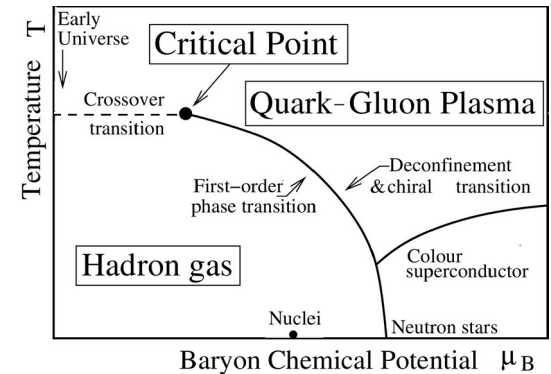 Early
Universe
Critical Point
Temperature T
Crossover
transition
Quark-Gluon Plasma
First-order
phase transition
Deconfinement
& chiral transition
Hadron gas
Colour
superconductor
Nuclei
Neutron stars
Baryon Chemical Potential μB